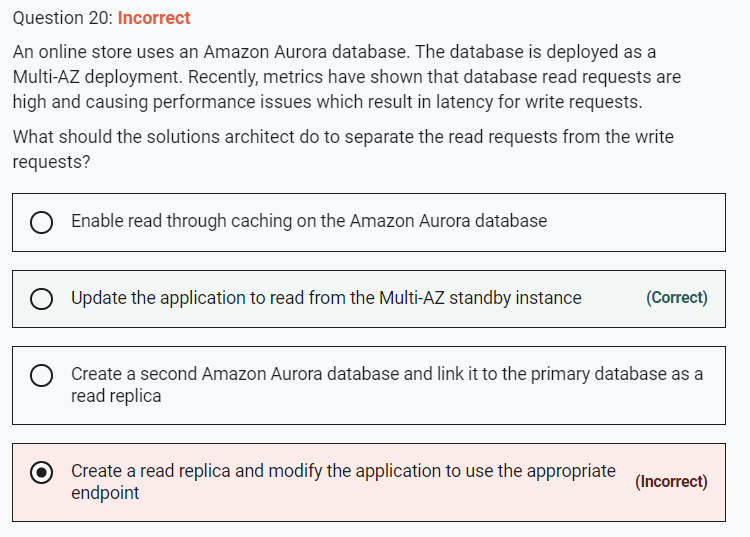 Question 20: Incorrect
An online store uses an Amazon Aurora database. The database is deployed as a
Multi-AZ deployment. Recently, metrics have shown that database read requests are
high and causing performance issues which result in latency for write requests.
What should the solutions architect do to separate the read requests from the write
requests?
Enable read through caching on the Amazon Aurora database
Update the application to read from the Multi-AZ standby instance (Correct)
Create a second Amazon Aurora database and link it to the primary database as a
read replica
Create a read replica and modify the application to use the appropriate
endpoint (Incorrect)